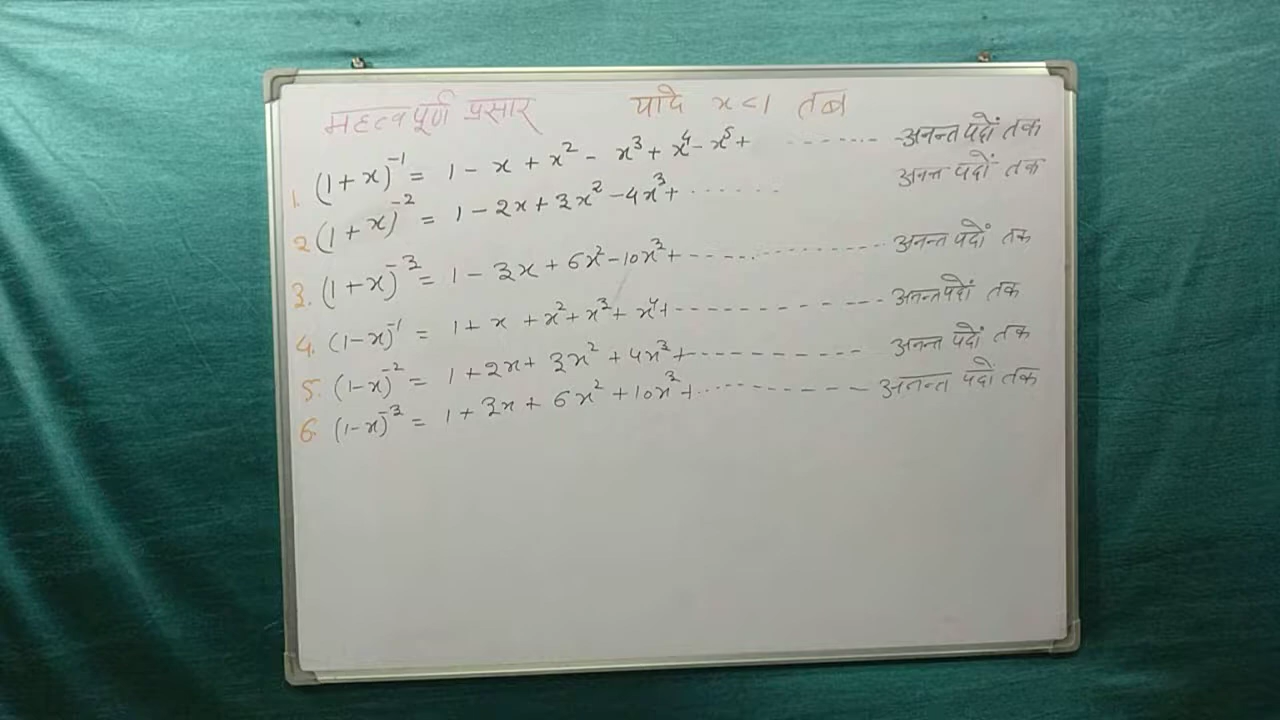 महत्वपूर्ण प्रसार यदि x<1 तब
1. (1+x)⁻¹ = 1 - x + x² - x³ + x⁴ - x⁵ + ........ अनन्त पदों तक
2 (1+x)⁻² = 1 - 2x + 3x² - 4x³ + ...... अनन्त पदों तक
3. (1+x)⁻³ = 1 - 3x + 6x² - 10x³ + ............... अनन्त पदों तक
4. (1-x)⁻¹ = 1 + x + x² + x³ + x⁴ + ------------ अनन्त पदों तक
5. (1-x)⁻² = 1 + 2x + 3x² + 4x³ + ---------- अनन्त पदों तक
6. (1-x)⁻³ = 1 + 3x + 6x² + 10x³ + ............ अनन्त पदों तक